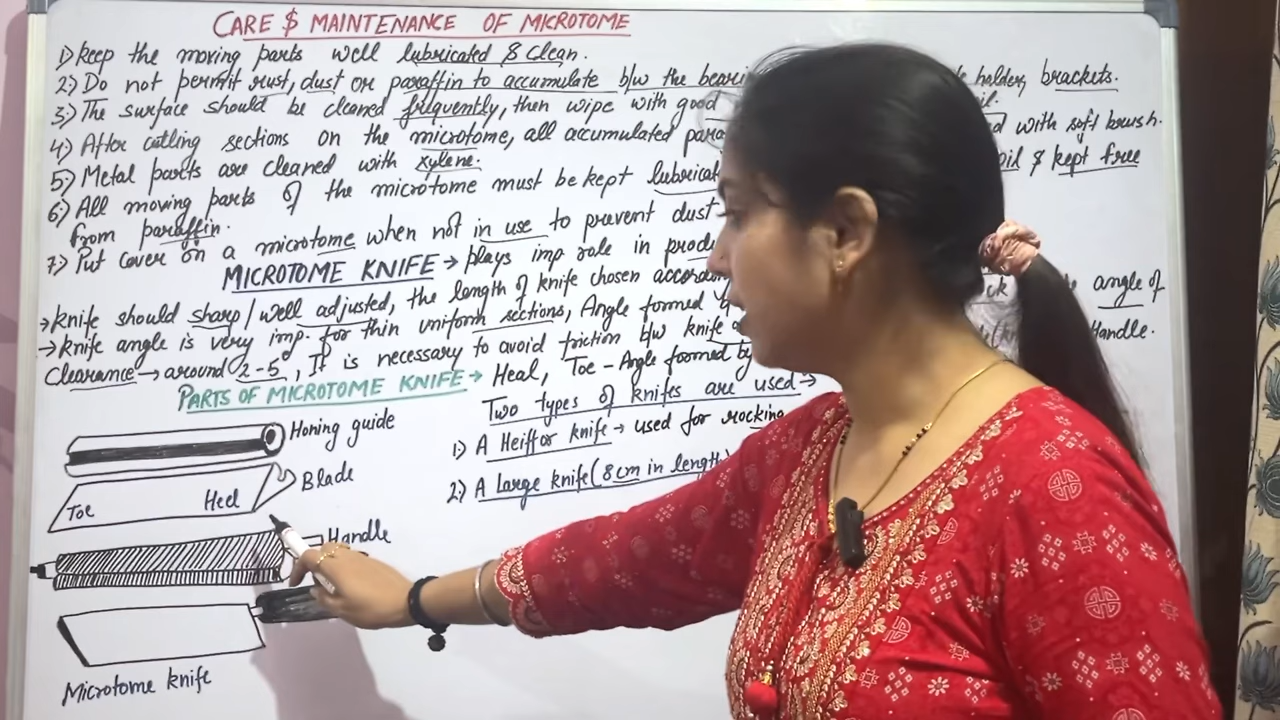 CARE & MAINTENANCE OF MICROTOME
1) Keep the moving parts well lubricated & clean.
2) Do not permit rust, dust or paraffin to accumulate b/w the holder, brackets.
3) The surface should be cleaned frequently, then wipe with good
4) After cutting sections on the microtome, all accumulated with soft brush.
5) Metal parts are cleaned with xylene.
6) All moving parts of the microtome must be kept oil & kept free
from paraffin.
7) Put cover on a microtome when not in use to prevent dust
MICROTOME KNIFE → plays imp role in
→ Knife should sharp/well adjusted, the length of knife chosen
→ Knife angle is very imp. for thin uniform sections, Angle formed angle of
Clearance → around 2-5, It is necessary to avoid friction b/w knife Handle.
PARTS OF MICROTOME KNIFE → Heal, Toe - Angle formed by
Two types of knifes are used →
1) A Heiffor knife → used for rocking
2) A Large knife (8cm in length)
Honing guide
Blade
Toe Heel
Handle
Microtome knife